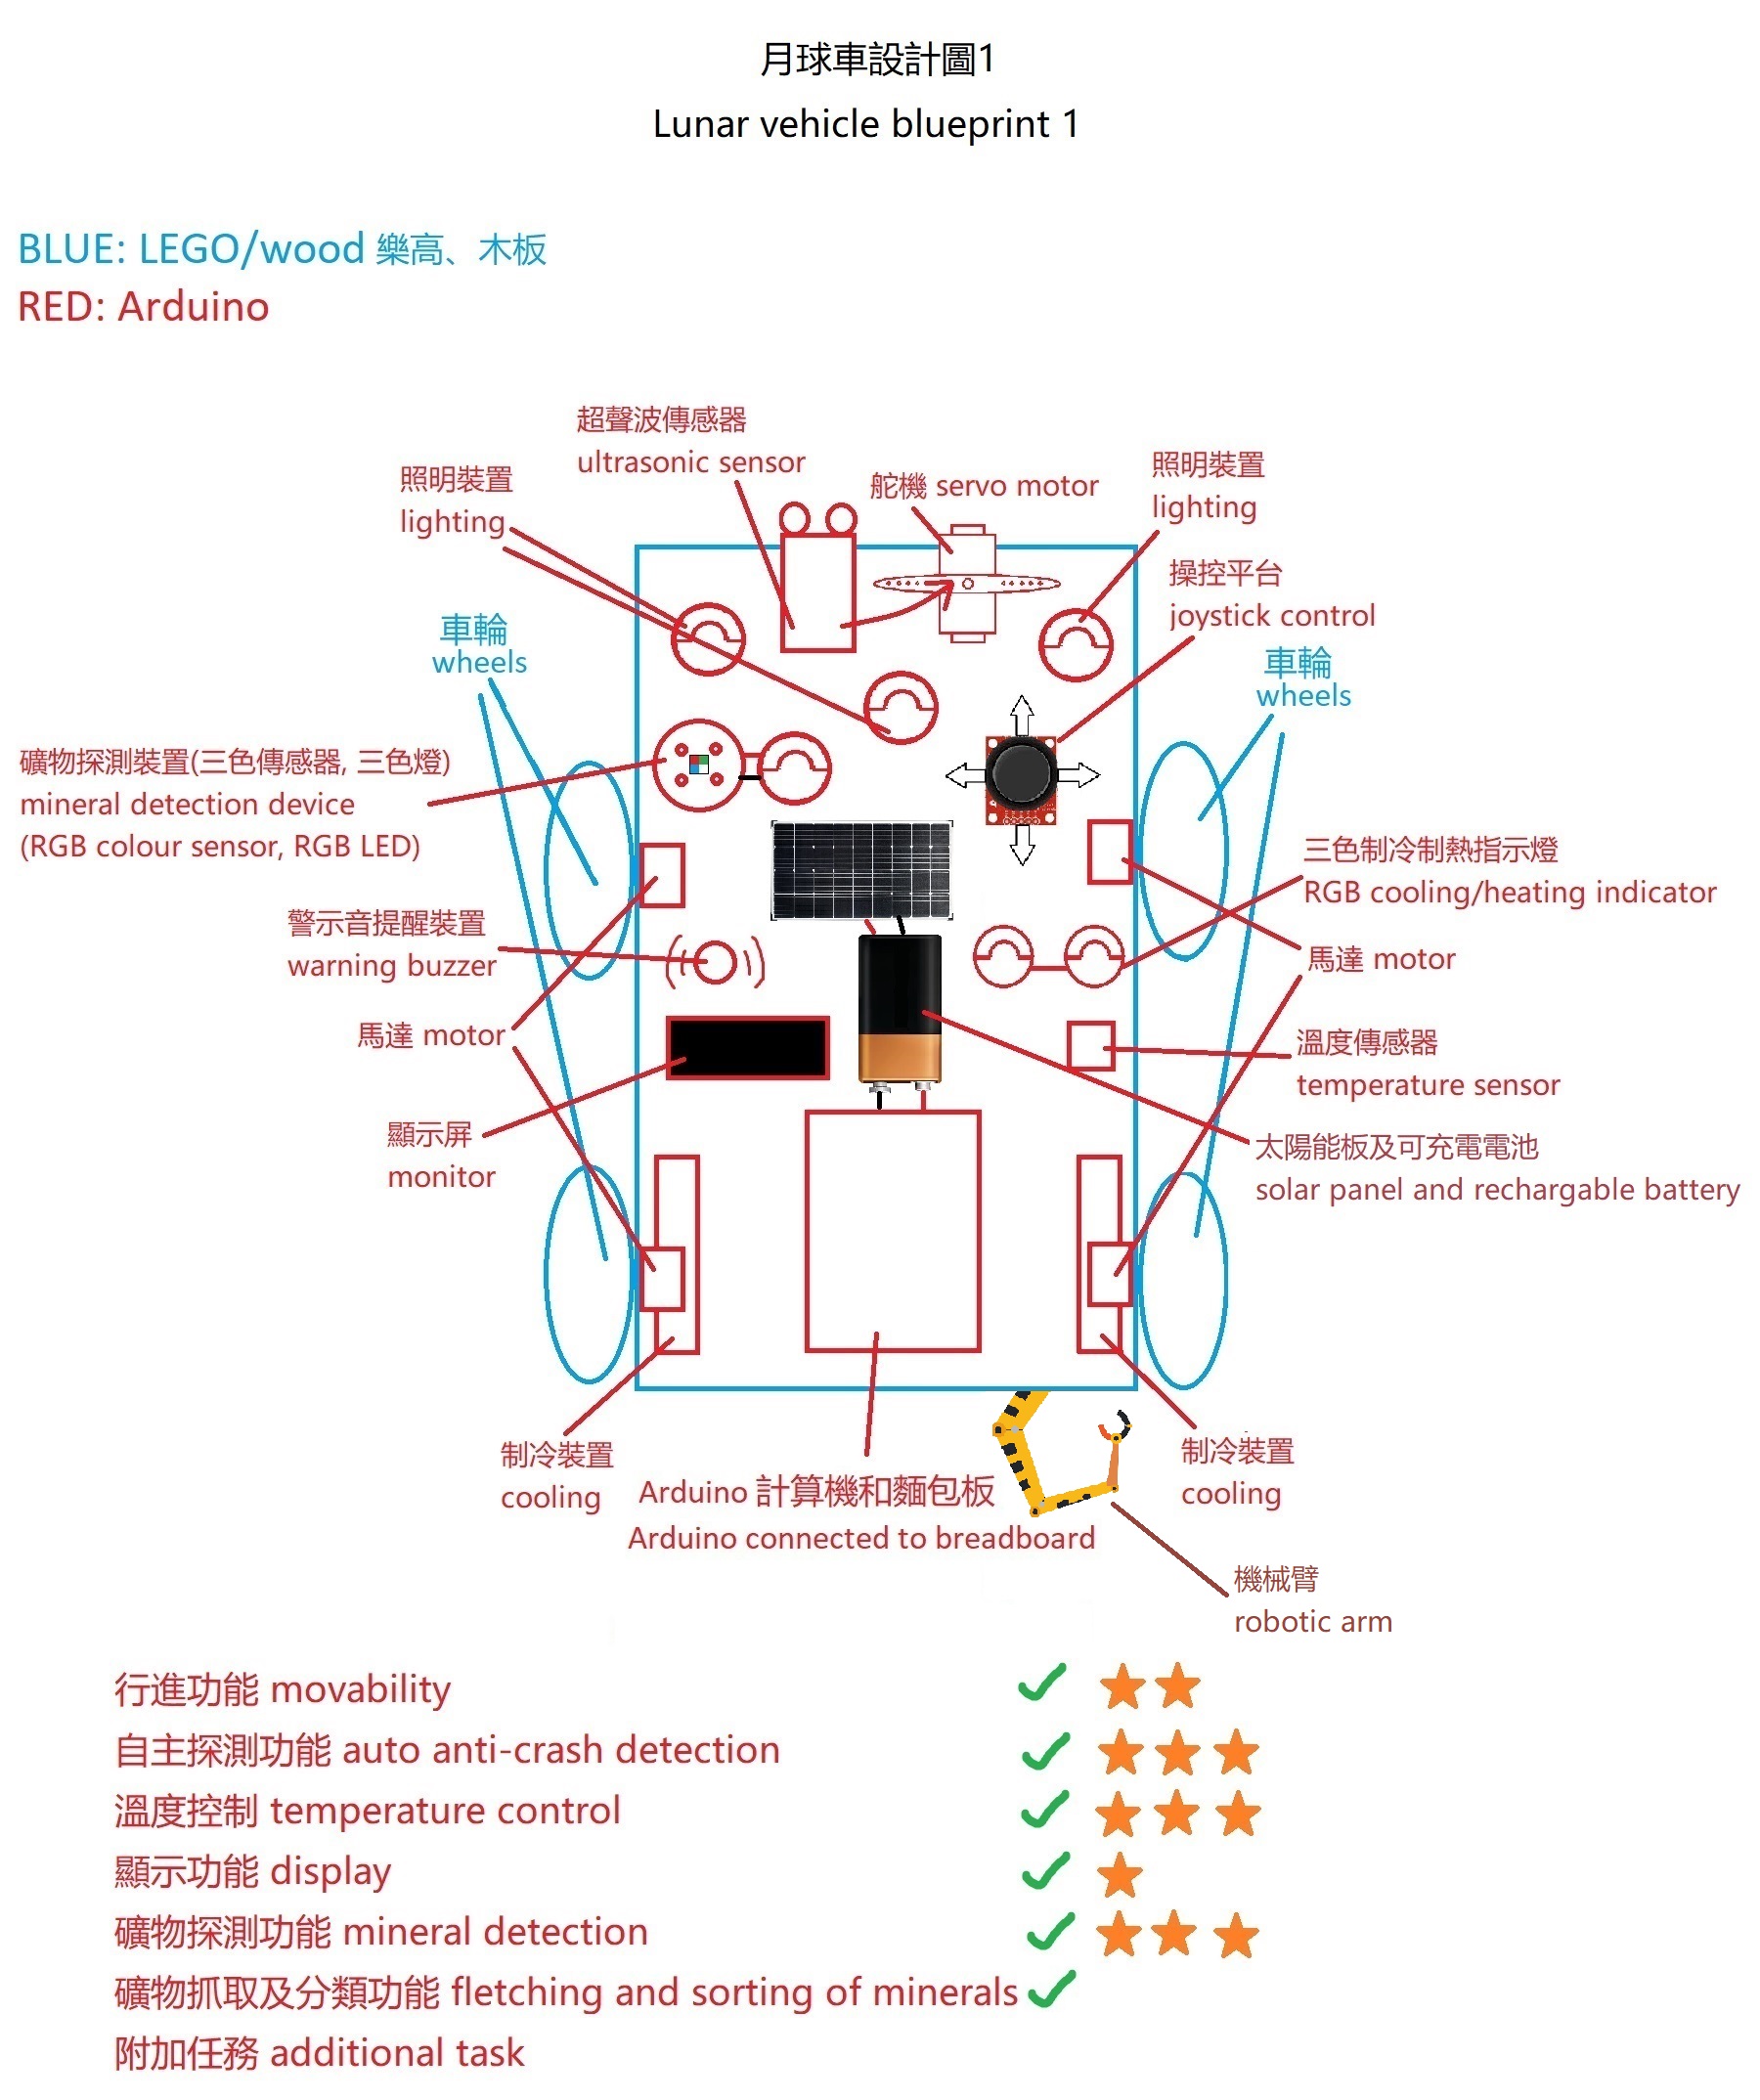 月球車設計圖1
Lunar vehicle blueprint 1
BLUE: LEGO/wood 樂高、木板
RED: Arduino
超聲波傳感器
ultrasonic sensor
照明裝置
lighting
舵機 servo motor
照明裝置
lighting
操控平台
joystick control
車輪
wheels
車輪
wheels
礦物探測裝置(三色傳感器, 三色燈)
mineral detection device
(RGB colour sensor, RGB LED)
三色制冷制熱指示燈
RGB cooling/heating indicator
警示音提醒裝置
warning buzzer
馬達 motor
馬達 motor
溫度傳感器
temperature sensor
顯示屏
monitor
太陽能板及可充電電池
solar panel and rechargable battery
制冷裝置
cooling
Arduino 計算機和麵包板
Arduino connected to breadboard
制冷裝置
cooling
機械臂
robotic arm
行進功能 movability
自主探測功能 auto anti-crash detection
溫度控制 temperature control
顯示功能 display
礦物探測功能 mineral detection
礦物抓取及分類功能 fletching and sorting of minerals
附加任務 additional task